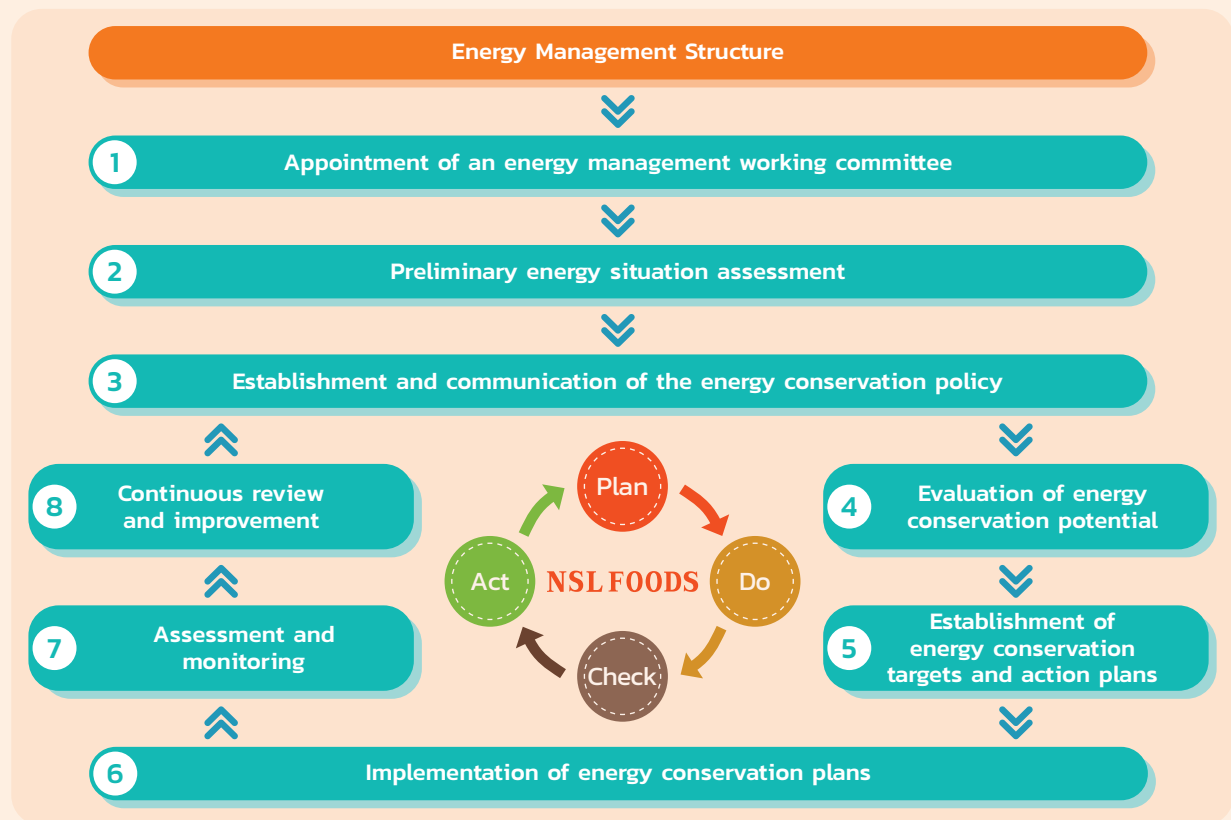 Energy Management Structure
1
Appointment of an energy management working committee
2
Preliminary energy situation assessment
3
Establishment and communication of the energy conservation policy
4
Evaluation of energy
conservation potential
5
Establishment of
energy conservation
targets and action plans
6
Implementation of energy conservation plans
7
Assessment and
monitoring
8
Continuous review
and improvement
Plan
Do
Check
Act
NSL FOODS